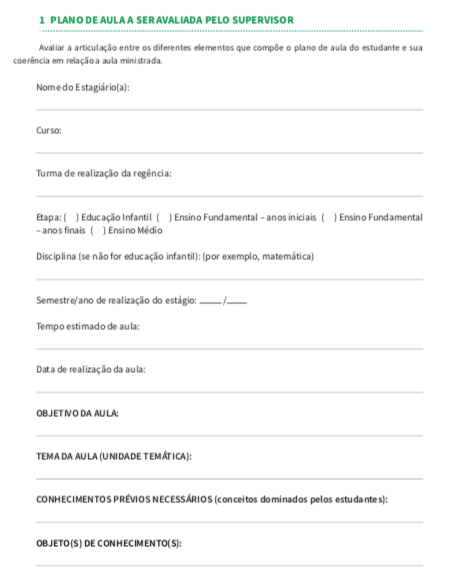 1 PLANO DE AULA A SER AVALIADA PELO SUPERVISOR
Avaliar a articulação entre os diferentes elementos que compõe o plano de aula do estudante e sua
coerência em relação a aula ministrada.
Nome do Estagiário(a):
Curso:
Turma de realização da regência:
Etapa: ( ) Educação Infantil ( ) Ensino Fundamental – anos iniciais ( ) Ensino Fundamental
– anos finais ( ) Ensino Médio
Disciplina (se não for educação infantil): (por exemplo, matemática)
Semestre/ano de realização do estágio: _____/_____
Tempo estimado de aula:
Data de realização da aula:
OBJETIVO DA AULA:
TEMA DA AULA (UNIDADE TEMÁTICA):
CONHECIMENTOS PRÉVIOS NECESSÁRIOS (conceitos dominados pelos estudantes):
OBJETO(S) DE CONHECIMENTO(S):